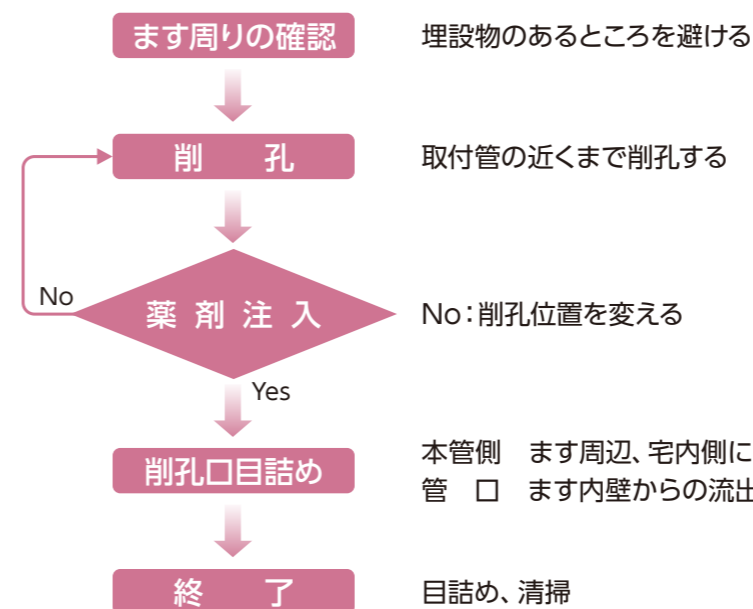 ます周りの確認　埋設物のあるところを避ける
削　孔　取付管の近くまで削孔する
No　薬剤注入　No：削孔位置を変える
Yes
削孔口目詰め　本管側　ます周辺、宅内側に
管　口　ます内壁からの流出
終　了　目詰め、清掃